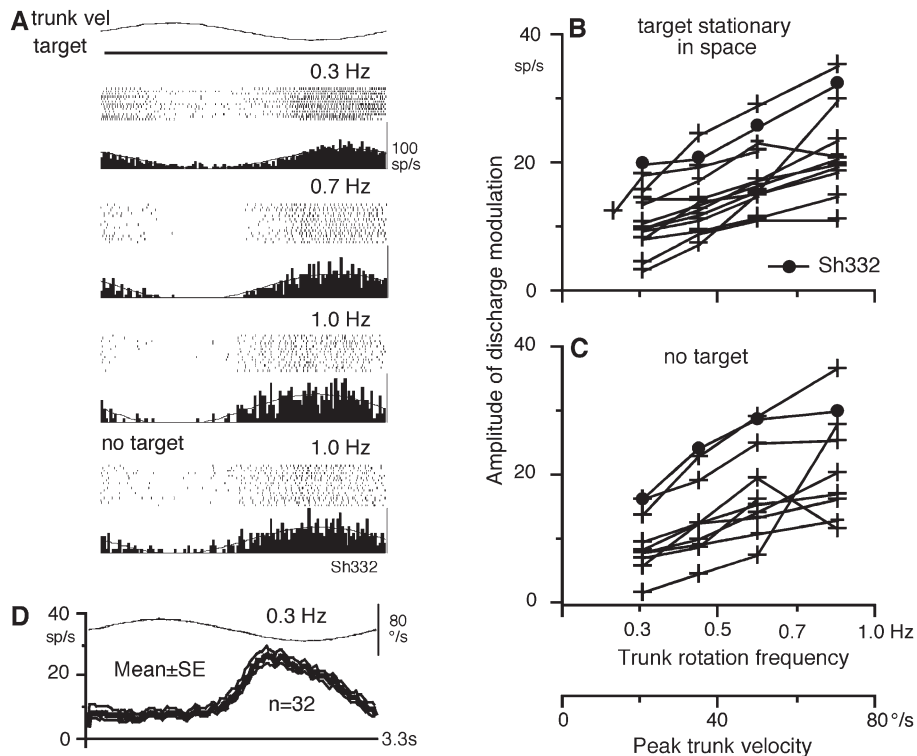 A trunk vel
target
0.3 Hz
100
sp/s
0.7 Hz
1.0 Hz
no target
1.0 Hz
Sh332
B target stationary
in space
40
sp/s
20
0
Sh332
Amplitude of discharge modulation
C no target
40
20
0
0.3 0.5 0.7 1.0 Hz
Trunk rotation frequency
0 40 80 °/s
Peak trunk velocity
D 40
sp/s
20
0
0.3 Hz
80
°/s
Mean±SE
n=32
3.3s